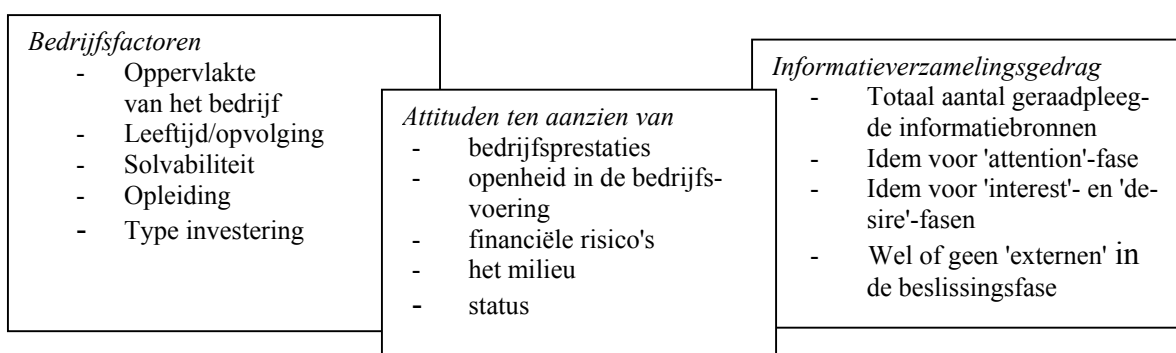 Bedrijfsfactoren
- Oppervlakte
van het bedrijf
- Leeftijd/opvolging
- Solvabiliteit
- Opleiding
- Type investering
Attituden ten aanzien van
- bedrijfsprestaties
- openheid in de bedrijfs-
voering
- financiële risico's
- het milieu
- status
Informatieverzamelingsgedrag
- Totaal aantal geraadpleeg-
de informatiebronnen
- Idem voor 'attention'-fase
- Idem voor 'interest'- en 'de-
sire'-fasen
- Wel of geen 'externen' in
de beslissingsfase